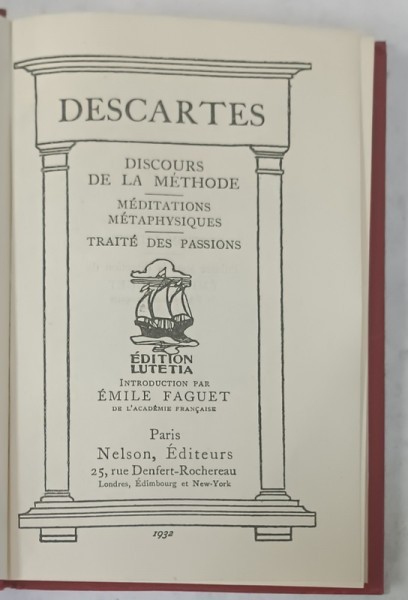 DESCARTES
DISCOURS
DE LA MÉTHODE
MÉDITATIONS
MÉTAPHYSIQUES
TRAITÉ DES PASSIONS
ÉDITION
LUTETIA
INTRODUCTION PAR
ÉMILE FAGUET
DE L'ACADÉMIE FRANÇAISE
Paris
Nelson, Éditeurs
25, rue Denfert-Rochereau
Londres, Édimbourg et New-York
1932